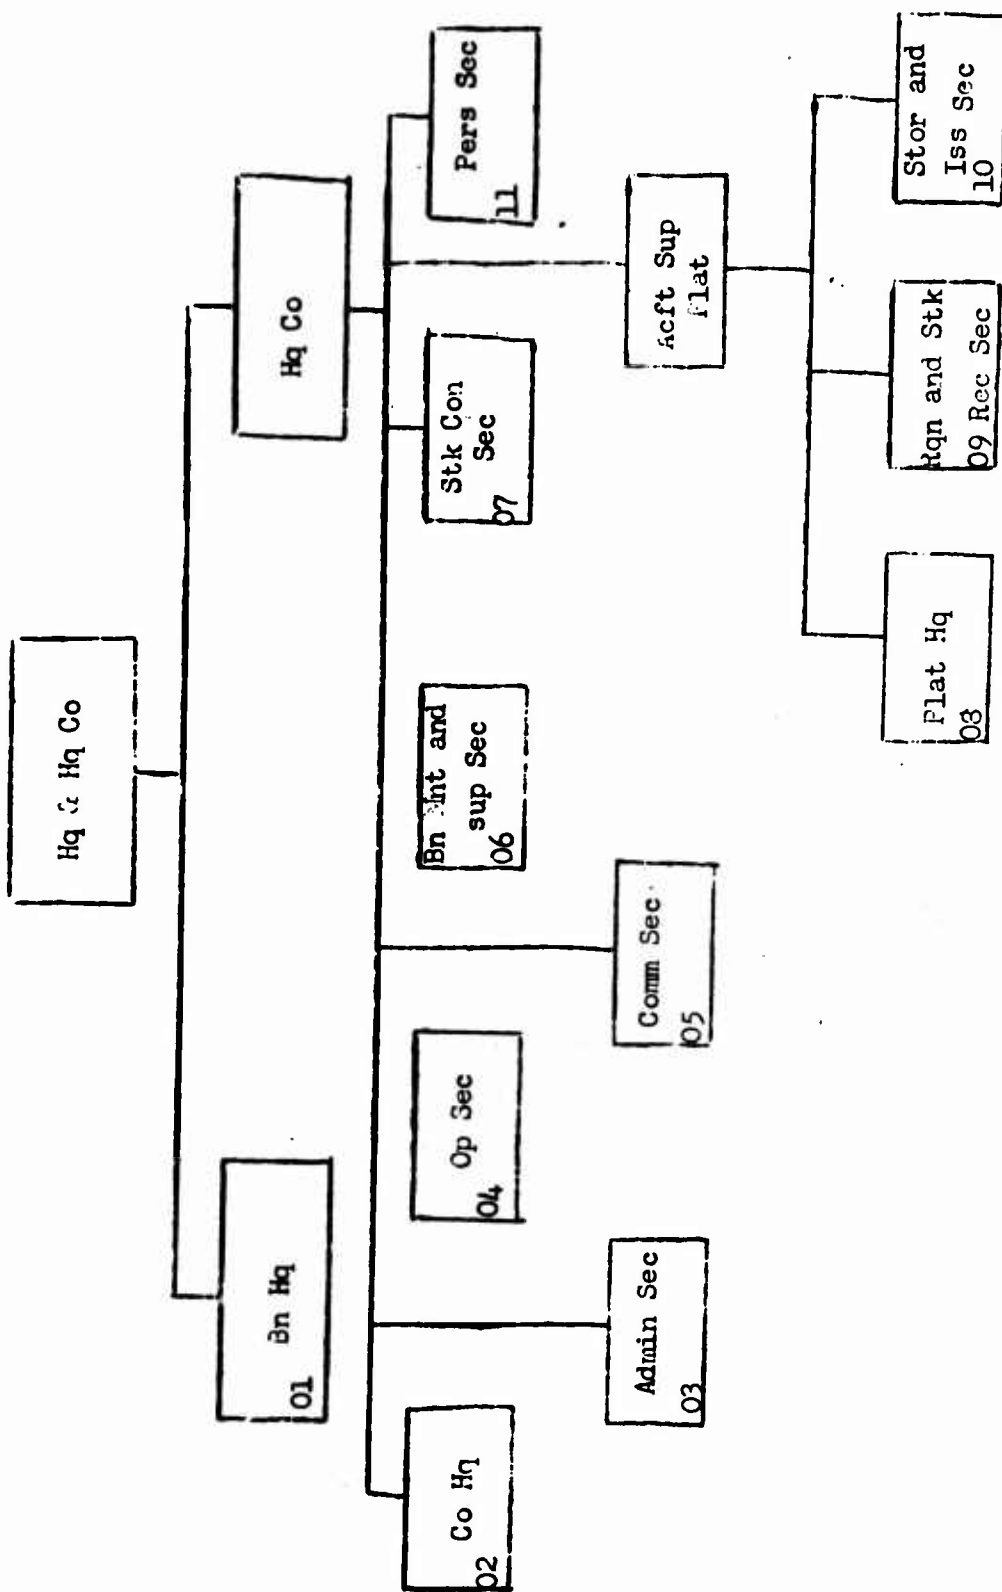 Hq & Hq Co
Bn Hq
01
Hq Co
Co Hq
02
Op Sec
04
Bn Mnt and
sup Sec
06
Stk Con
Sec
07
Pers Sec
11
Admin Sec
03
Comm Sec
05
Acft Sup
Plat
Plat Hq
08
Rqn and Stk
09 Rec Sec
Stor and
Iss Sec
10